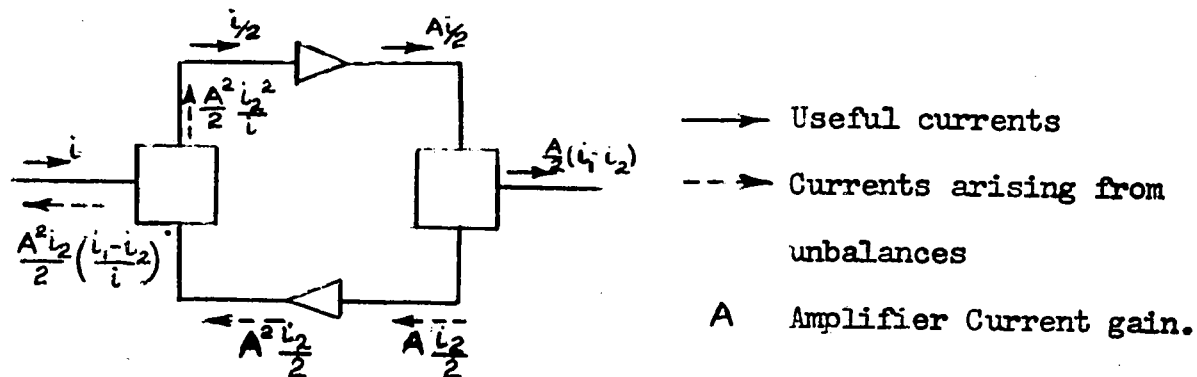 i/2
Ai/2
A²/2 i₂²/i
i
A/2 (i₁-i₂)
A²i₂/2 (i₁-i₂/i)
A² i₂/2
A i₂/2
Useful currents
Currents arising from
unbalances
A Amplifier Current gain.